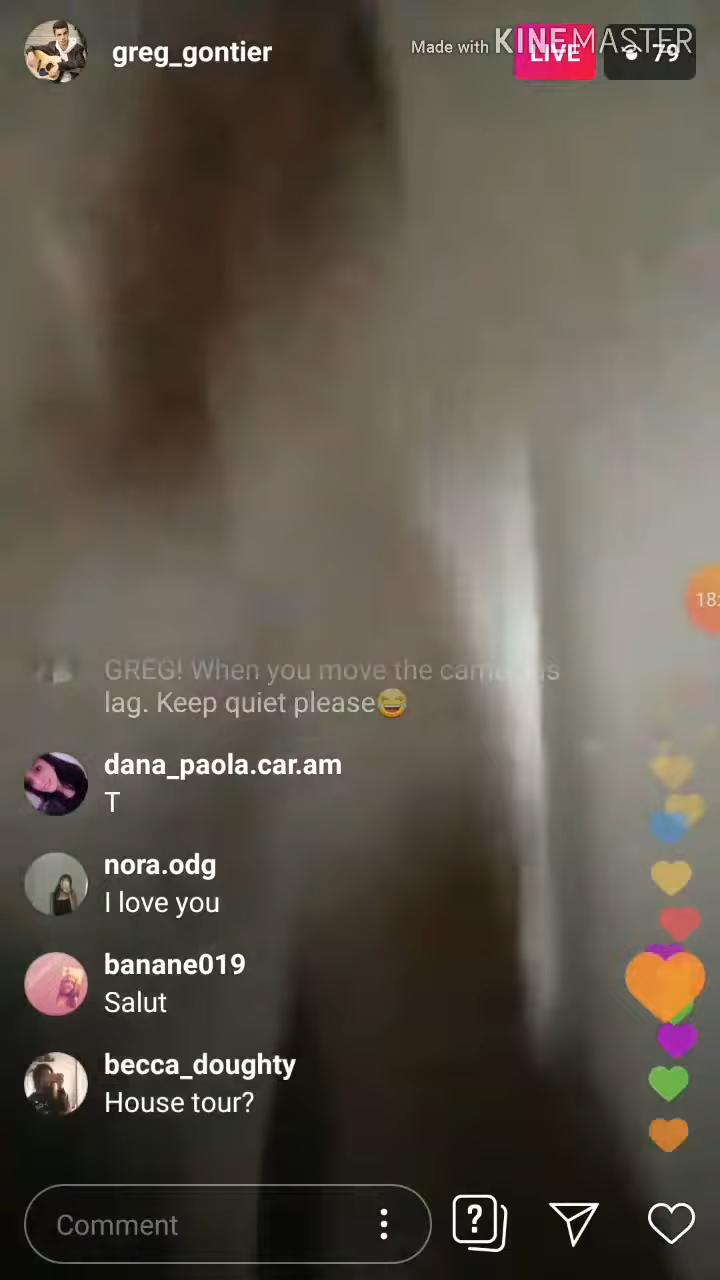 greg_gontier
Made with KINEMASTER
LIVE
79
GREG! When you move the
lag. Keep quiet please😂
18:
dana_paola.car.am
T
nora.odg
I love you
banane019
Salut
becca_doughty
House tour?
Comment
?